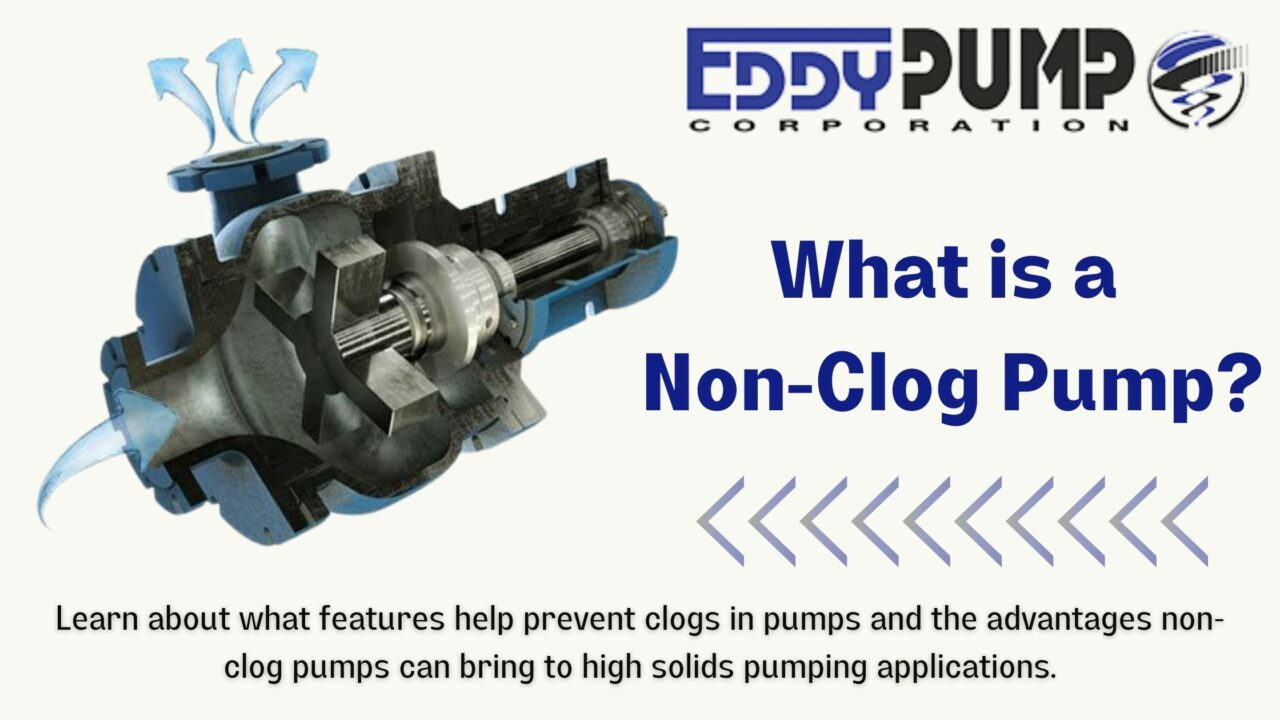 EDDYPUMP
CORPORATION
What is a
Non-Clog Pump?
Learn about what features help prevent clogs in pumps and the advantages non-
clog pumps can bring to high solids pumping applications.